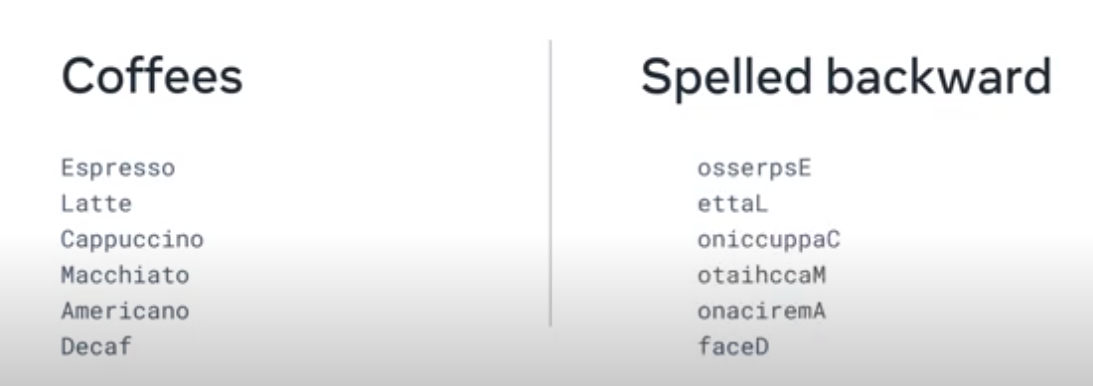 Coffees
Espresso
Latte
Cappuccino
Macchiato
Americano
Decaf
Spelled backward
osserpsE
ettaL
oniccuppaC
otaihccaM
onaciremA
faceD